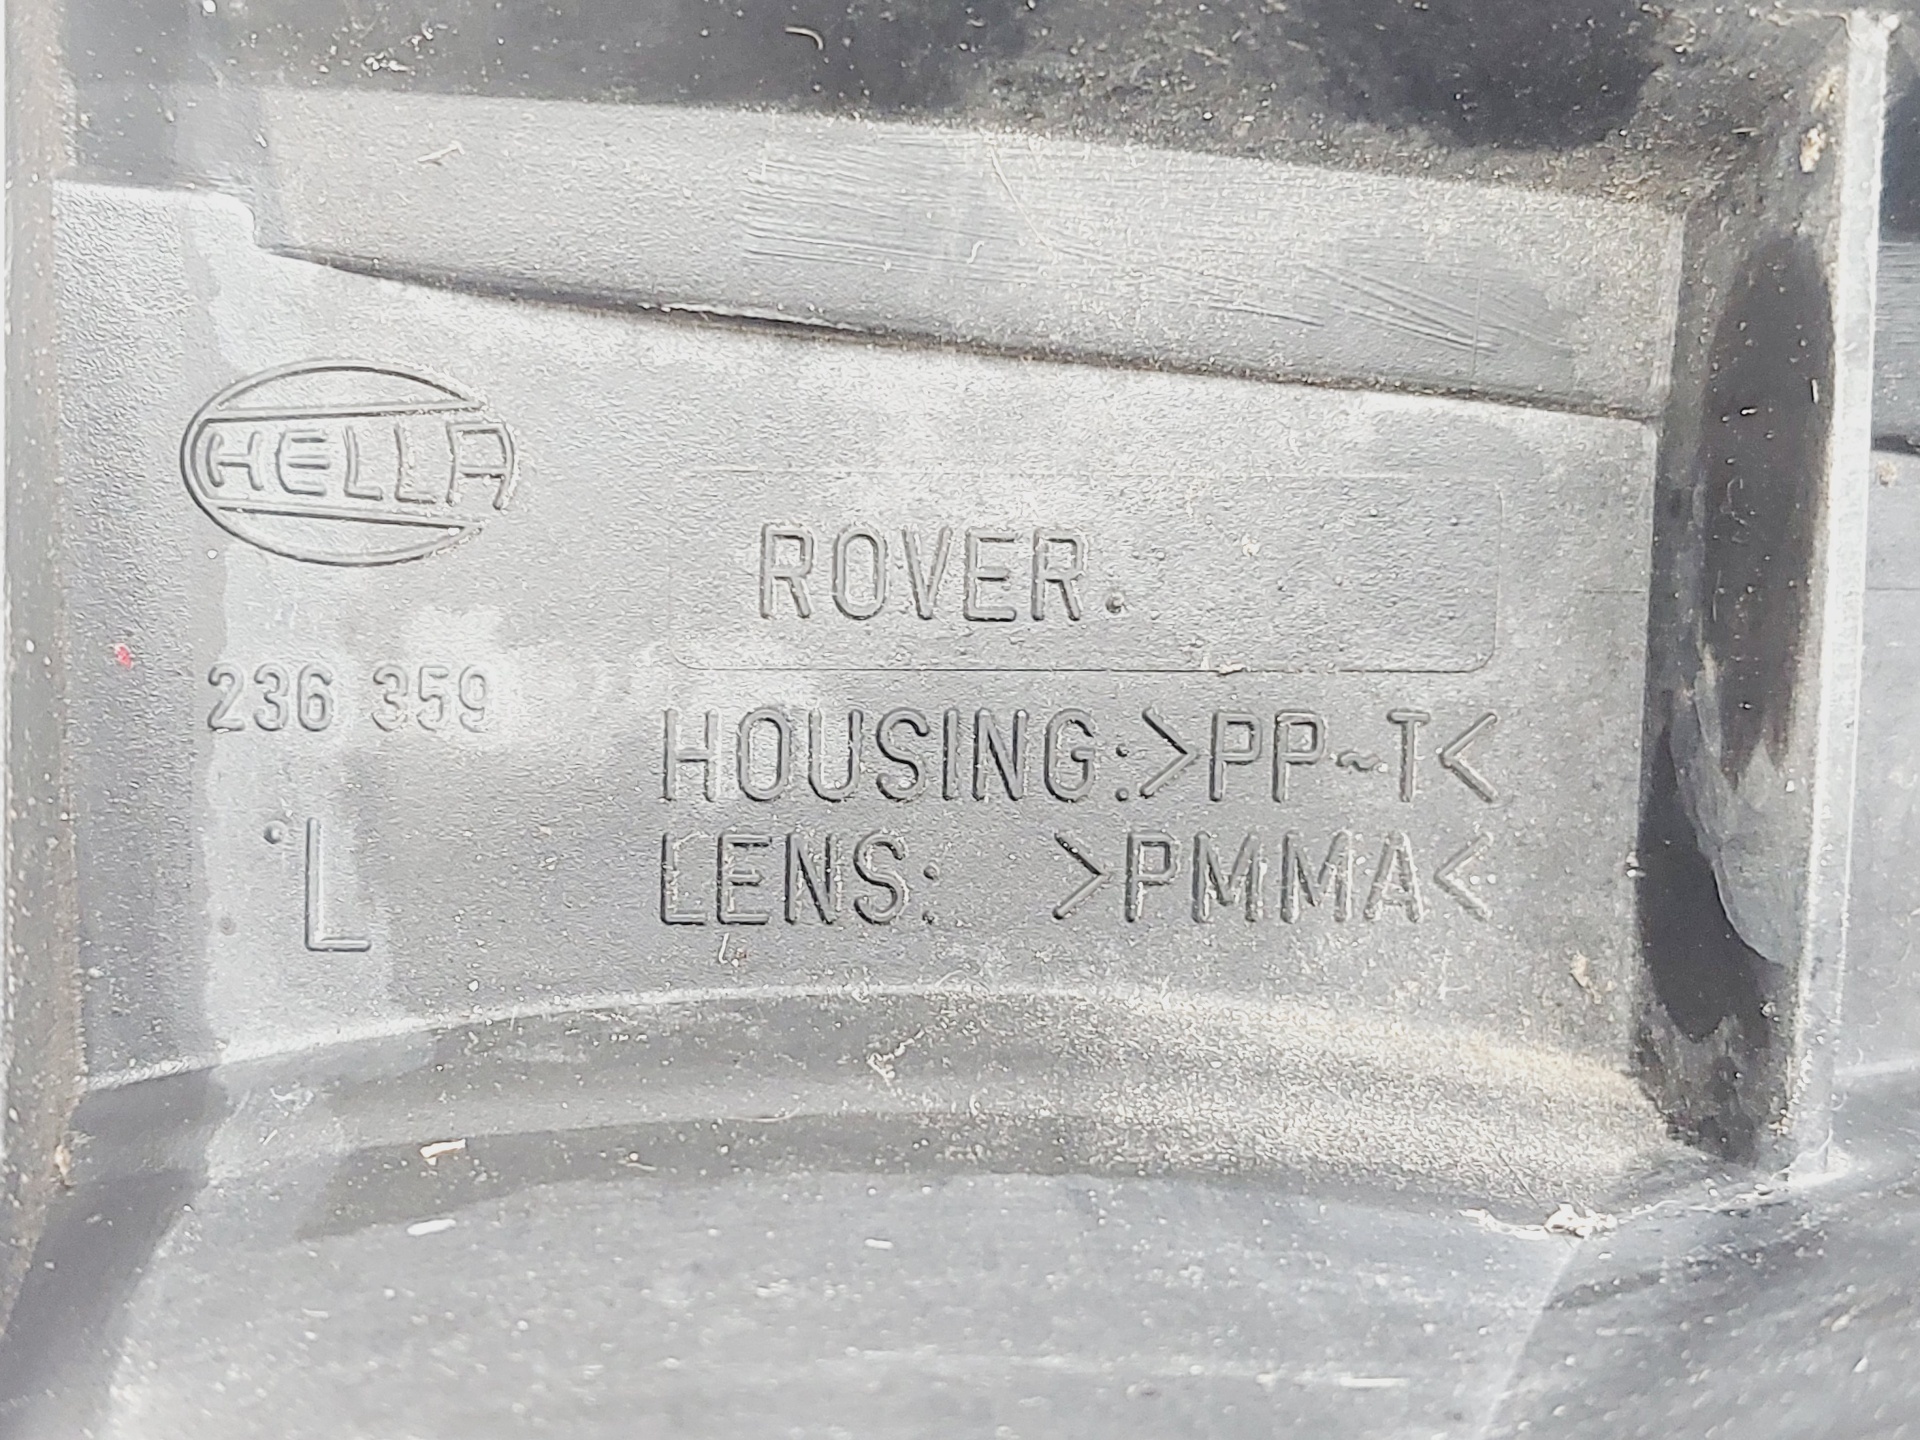 HELLA
ROVER.
236 359
HOUSING:>PP-T<
L
LENS: >PMMA<